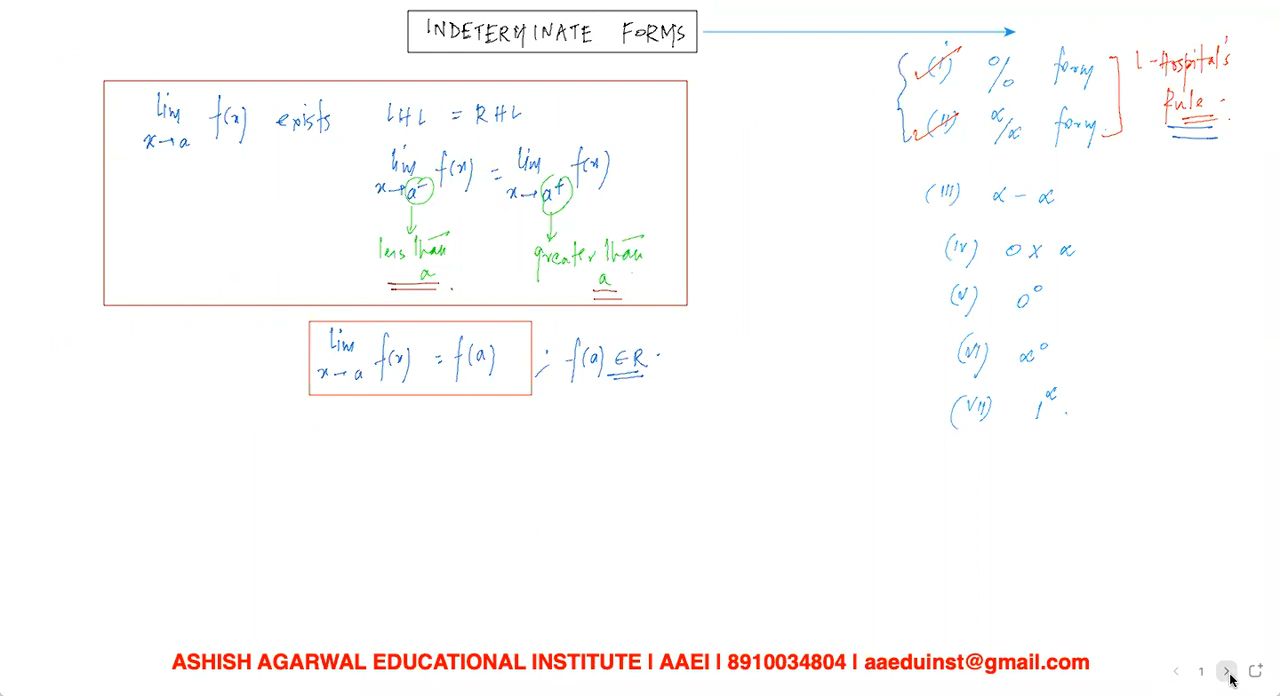 INDETERMINATE FORMS
lim x→a f(x) exists LHL = RHL
lim x→a⁻ f(x) = lim x→a⁺ f(x)
less than a
greater than a
lim x→a f(x) = f(a) ; f(a) ∈ R.
(i) 0/0 form
(ii) ∝/∝ form
L-Hospital's
Rule.
(III) ∝ - ∝
(IV) 0 × ∝
(V) 0⁰
(VI) ∝⁰
(VII) 1^∝.
ASHISH AGARWAL EDUCATIONAL INSTITUTE | AAEI | 8910034804 | aaeduinst@gmail.com
1